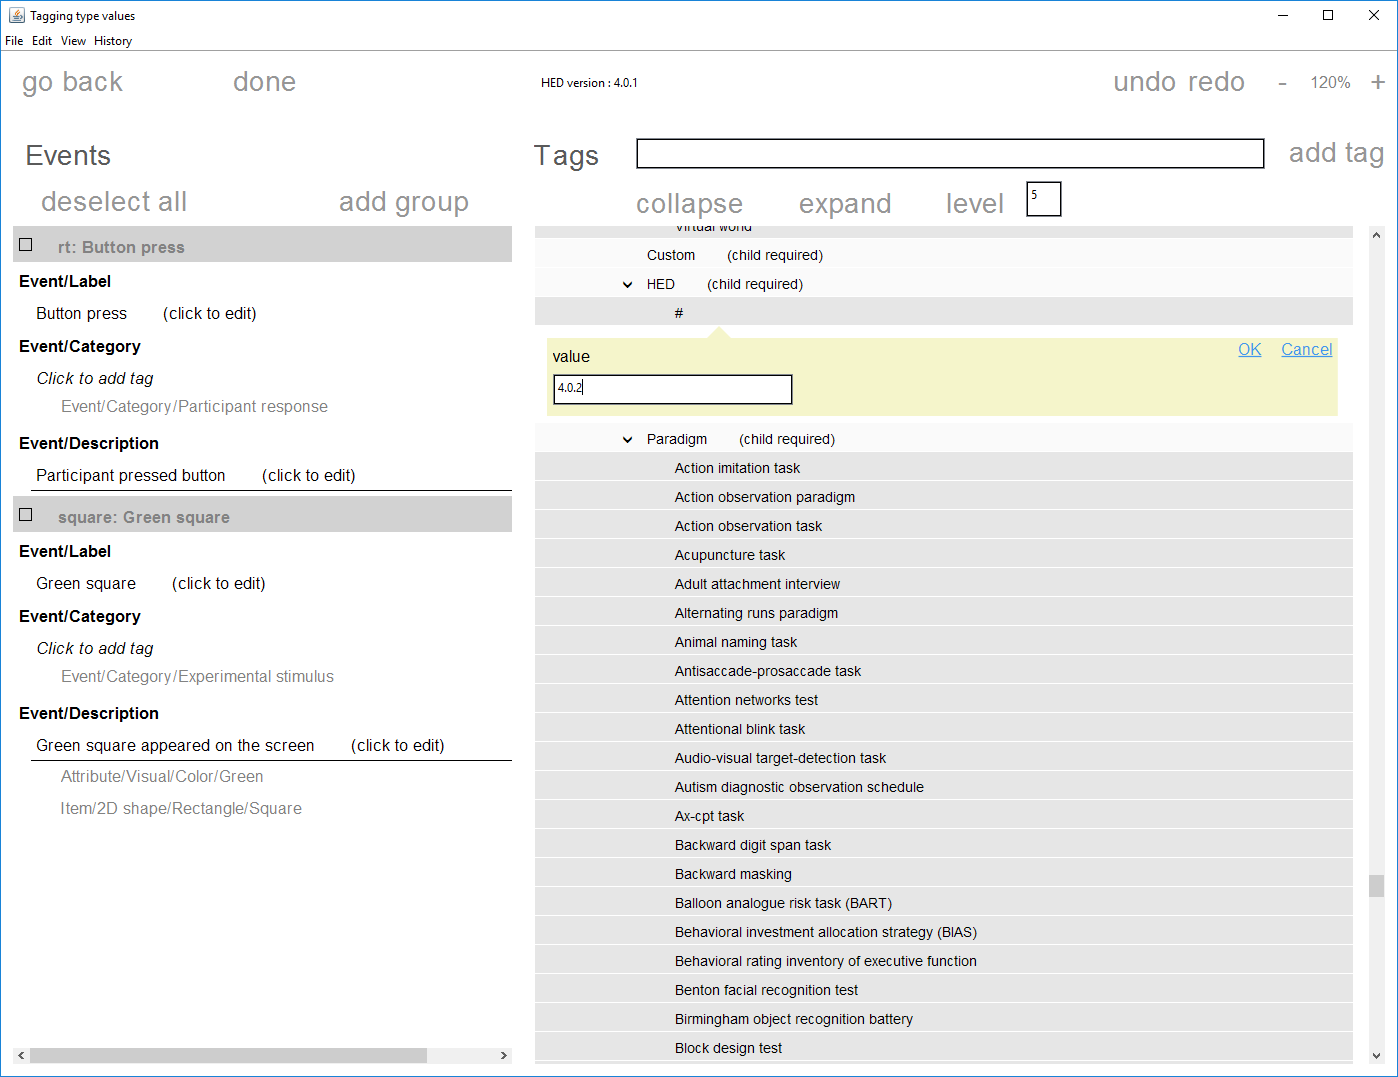 Tagging type values
File Edit View History
go back done HED version : 4.0.1 undo redo - 120% +
Events
deselect all add group
rt: Button press
Event/Label
Button press (click to edit)
Event/Category
Click to add tag
Event/Category/Participant response
Event/Description
Participant pressed button (click to edit)
square: Green square
Event/Label
Green square (click to edit)
Event/Category
Click to add tag
Event/Category/Experimental stimulus
Event/Description
Green square appeared on the screen (click to edit)
Attribute/Visual/Color/Green
Item/2D shape/Rectangle/Square
Tags add tag
collapse expand level 5
Virtual world
Custom (child required)
HED (child required)
#
value OK Cancel
4.0.2
Paradigm (child required)
Action imitation task
Action observation paradigm
Action observation task
Acupuncture task
Adult attachment interview
Alternating runs paradigm
Animal naming task
Antisaccade-prosaccade task
Attention networks test
Attentional blink task
Audio-visual target-detection task
Autism diagnostic observation schedule
Ax-cpt task
Backward digit span task
Backward masking
Balloon analogue risk task (BART)
Behavioral investment allocation strategy (BIAS)
Behavioral rating inventory of executive function
Benton facial recognition test
Birmingham object recognition battery
Block design test